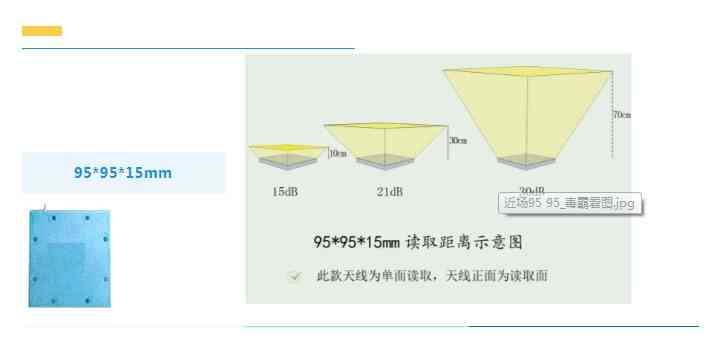 70cm
30cm
10cm
95*95*15mm
15dB
21dB
30dB
近场95 95_毒霸看图.jpg
95*95*15mm 读取距离示意图
此款天线为单面读取，天线正面为读取面